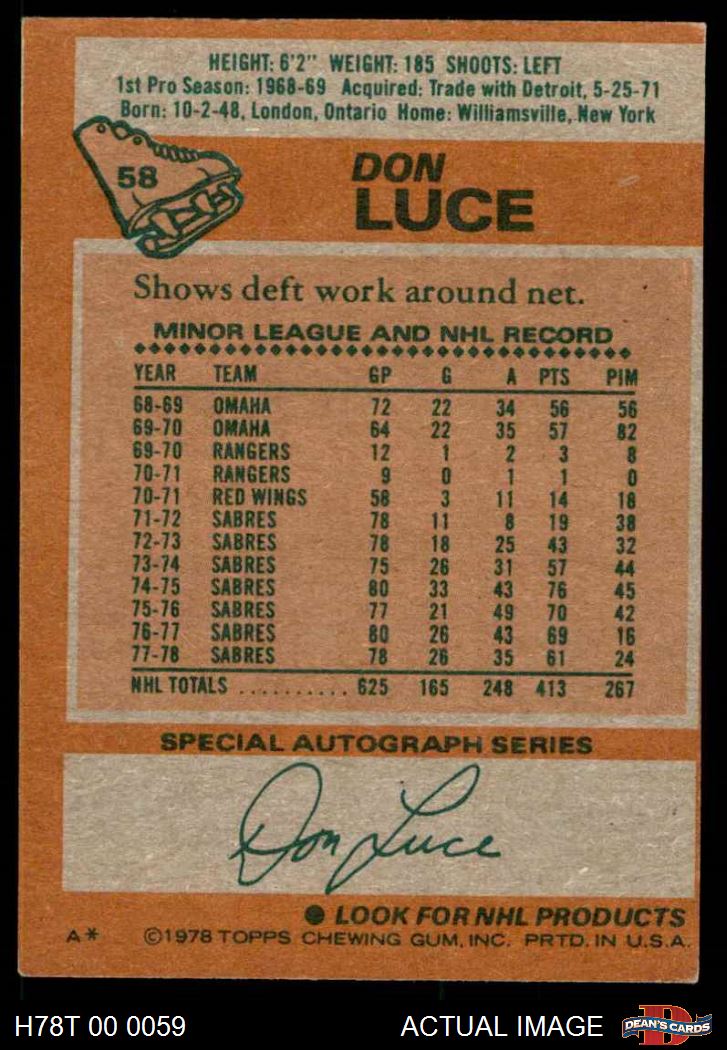 HEIGHT: 6'2" WEIGHT: 185 SHOOTS: LEFT
1st Pro Season: 1968-69 Acquired: Trade with Detroit, 5-25-71
Born: 10-2-48, London, Ontario Home: Williamsville, New York
58
DON
LUCE
Shows deft work around net.
MINOR LEAGUE AND NHL RECORD
YEAR TEAM GP G A PTS PIM
68-69 OMAHA 72 22 34 56 56
69-70 OMAHA 64 22 35 57 82
69-70 RANGERS 12 1 2 3 8
70-71 RANGERS 9 0 1 1 0
70-71 RED WINGS 58 3 11 14 18
71-72 SABRES 78 11 8 19 38
72-73 SABRES 78 18 25 43 32
73-74 SABRES 75 26 31 57 44
74-75 SABRES 80 33 43 76 45
75-76 SABRES 77 21 49 70 42
76-77 SABRES 80 26 43 69 16
77-78 SABRES 78 26 35 61 24
NHL TOTALS .......... 625 165 248 413 267
SPECIAL AUTOGRAPH SERIES
Don Luce
● LOOK FOR NHL PRODUCTS
A* ©1978 TOPPS CHEWING GUM, INC. PRTD. IN U.S.A.
H78T 00 0059 ACTUAL IMAGE D DEAN'S CARDS